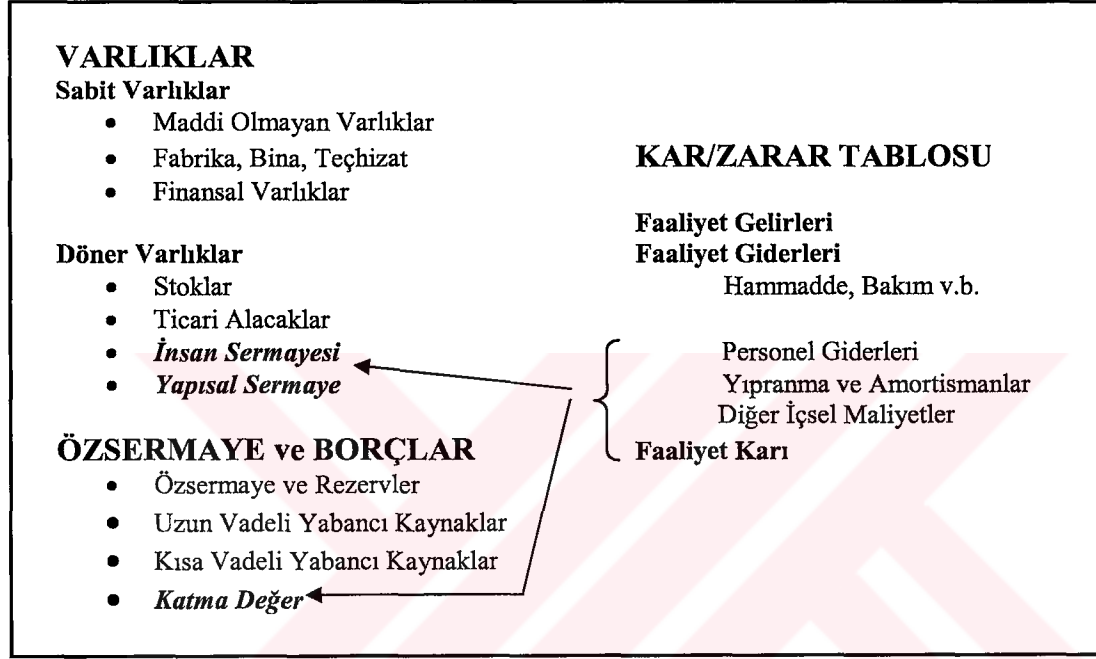 VARLIKLAR
Sabit Varlıklar
• Maddi Olmayan Varlıklar
• Fabrika, Bina, Teçhizat
• Finansal Varlıklar
Döner Varlıklar
• Stoklar
• Ticari Alacaklar
• İnsan Sermayesi
• Yapısal Sermaye
ÖZSERMAYE ve BORÇLAR
• Özsermaye ve Rezervler
• Uzun Vadeli Yabancı Kaynaklar
• Kısa Vadeli Yabancı Kaynaklar
• Katma Değer
KAR/ZARAR TABLOSU
Faaliyet Gelirleri
Faaliyet Giderleri
Hammadde, Bakım v.b.
Personel Giderleri
Yıpranma ve Amortismanlar
Diğer İçsel Maliyetler
Faaliyet Karı